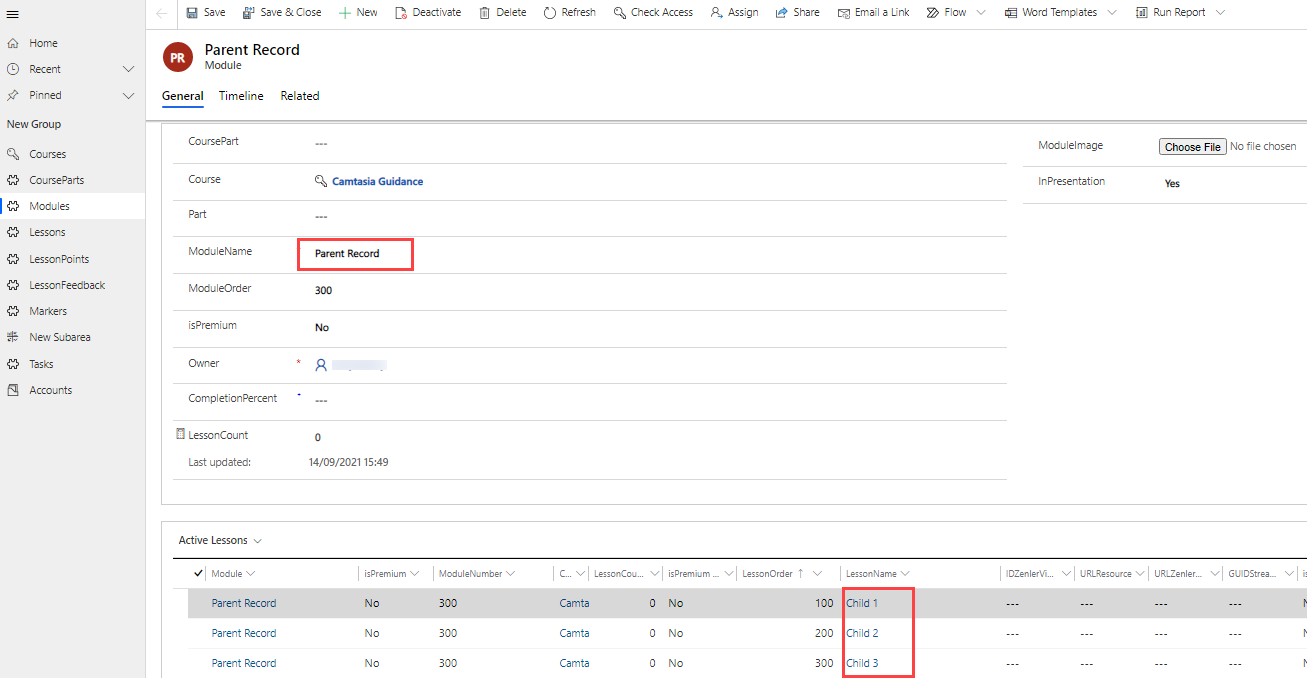 Save Save & Close New Deactivate Delete Refresh Check Access Assign Share Email a Link Flow Word Templates Run Report
Home
Recent
Pinned
New Group
Courses
CourseParts
Modules
Lessons
LessonPoints
LessonFeedback
Markers
New Subarea
Tasks
Accounts
PR
Parent Record
Module
General Timeline Related
CoursePart ---
Course Camtasia Guidance
Part ---
ModuleName Parent Record
ModuleOrder 300
isPremium No
Owner *
CompletionPercent ---
LessonCount 0
Last updated: 14/09/2021 15:49
ModuleImage Choose File No file chosen
InPresentation Yes
Active Lessons
Module isPremium ModuleNumber C... LessonCou... isPremium ... LessonOrder ↑ LessonName IDZenlerVi... URLResource URLZenler... GUIDStrea... is
Parent Record No 300 Camta 0 No 100 Child 1 --- --- --- --- N
Parent Record No 300 Camta 0 No 200 Child 2 --- --- --- --- N
Parent Record No 300 Camta 0 No 300 Child 3 --- --- --- --- N